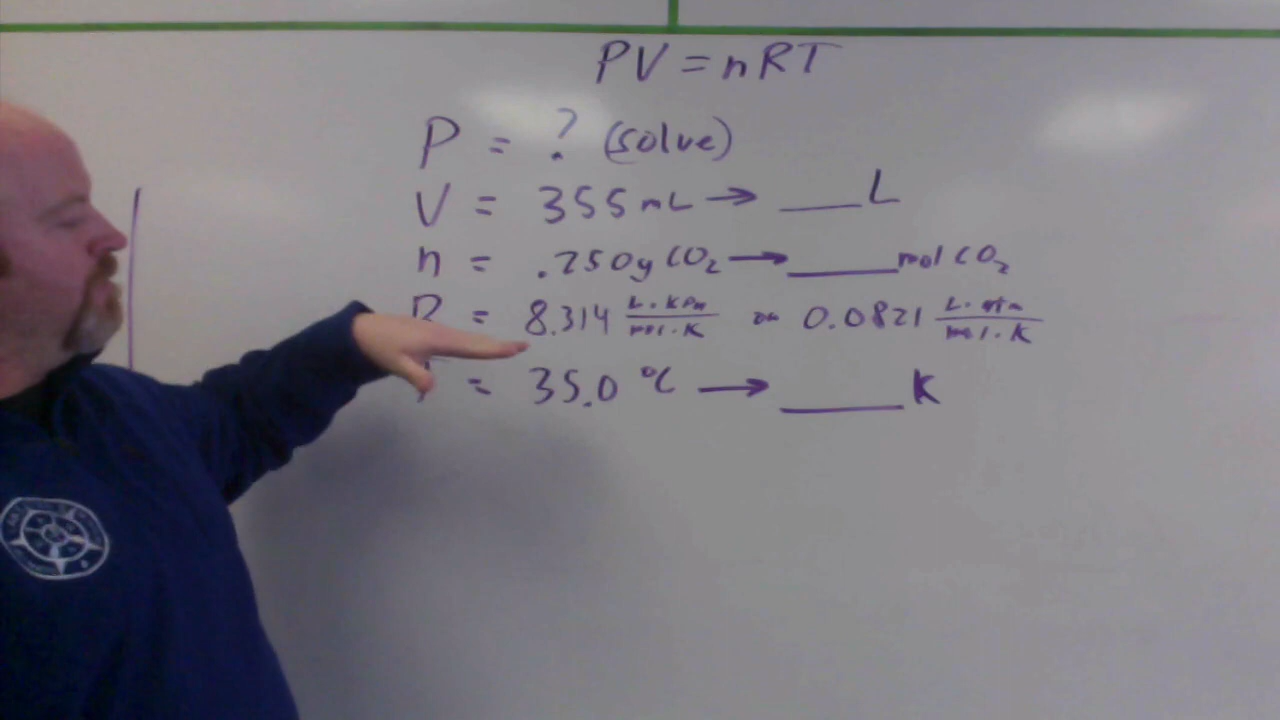 PV = nRT
P = ? (solve)
V = 355 mL → ___ L
n = .250g CO₂ → ___ mol CO₂
R = 8.314 L·kPa/mol·K or 0.0821 L·atm/mol·K
= 35.0 °C → ___ K